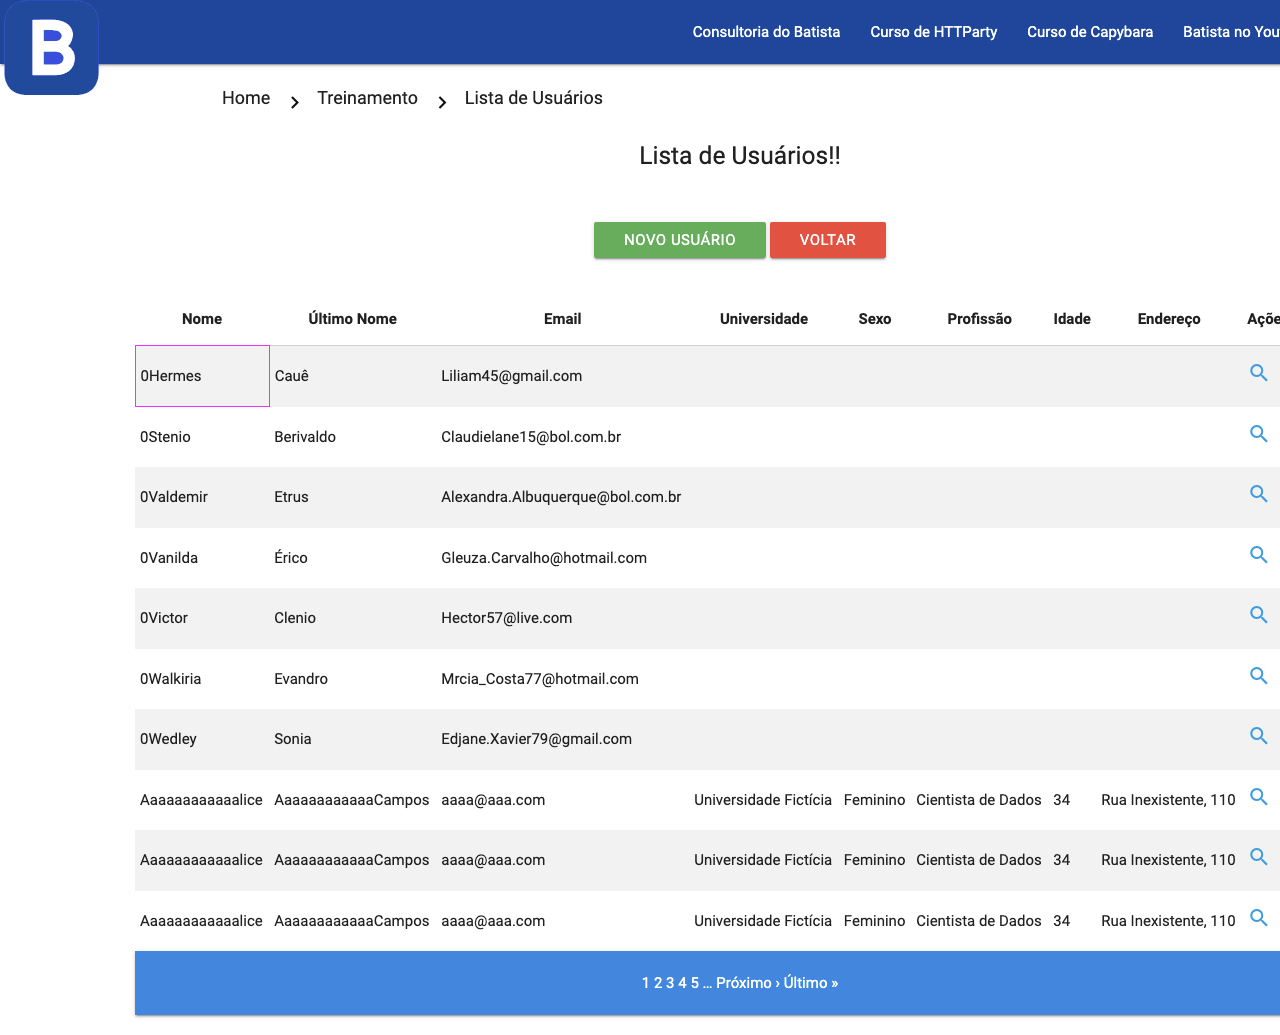 B
Consultoria do Batista Curso de HTTParty Curso de Capybara Batista no You
Home Treinamento Lista de Usuários
Lista de Usuários!!
NOVO USUÁRIO VOLTAR
Nome Último Nome Email Universidade Sexo Profissão Idade Endereço Açõe
0Hermes Cauê Liliam45@gmail.com
0Stenio Berivaldo Claudielane15@bol.com.br
0Valdemir Etrus Alexandra.Albuquerque@bol.com.br
0Vanilda Érico Gleuza.Carvalho@hotmail.com
0Victor Clenio Hector57@live.com
0Walkiria Evandro Mrcia_Costa77@hotmail.com
0Wedley Sonia Edjane.Xavier79@gmail.com
Aaaaaaaaaaaalice AaaaaaaaaaaaCampos aaaa@aaa.com Universidade Fictícia Feminino Cientista de Dados 34 Rua Inexistente, 110
Aaaaaaaaaaaalice AaaaaaaaaaaaCampos aaaa@aaa.com Universidade Fictícia Feminino Cientista de Dados 34 Rua Inexistente, 110
Aaaaaaaaaaaalice AaaaaaaaaaaaCampos aaaa@aaa.com Universidade Fictícia Feminino Cientista de Dados 34 Rua Inexistente, 110
1 2 3 4 5 … Próximo › Último »